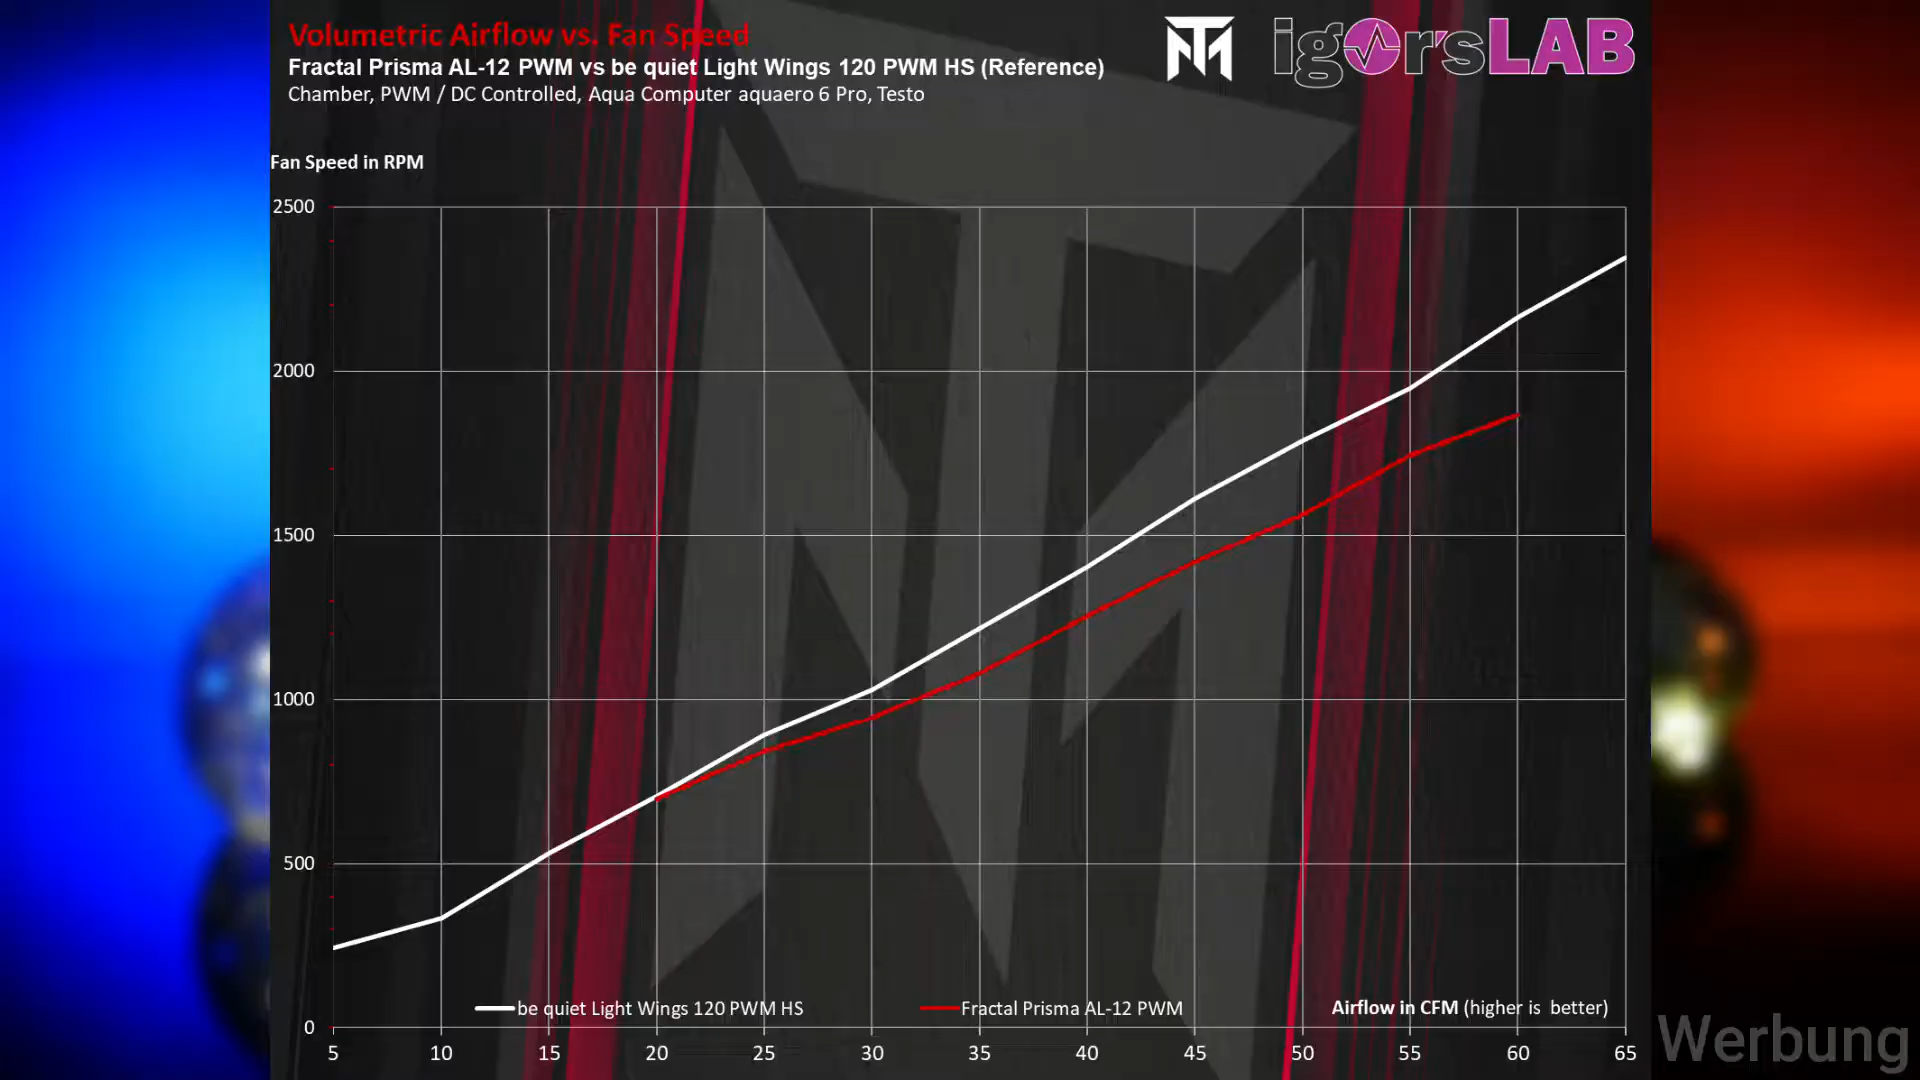 Volumetric Airflow vs. Fan Speed
Fractal Prisma AL-12 PWM vs be quiet Light Wings 120 PWM HS (Reference)
Chamber, PWM / DC Controlled, Aqua Computer aquaero 6 Pro, Testo
igor'sLAB
Fan Speed in RPM
2500
2000
1500
1000
500
0
be quiet Light Wings 120 PWM HS
Fractal Prisma AL-12 PWM
Airflow in CFM (higher is better)
5 10 15 20 25 30 35 40 45 50 55 60 65
Werbung